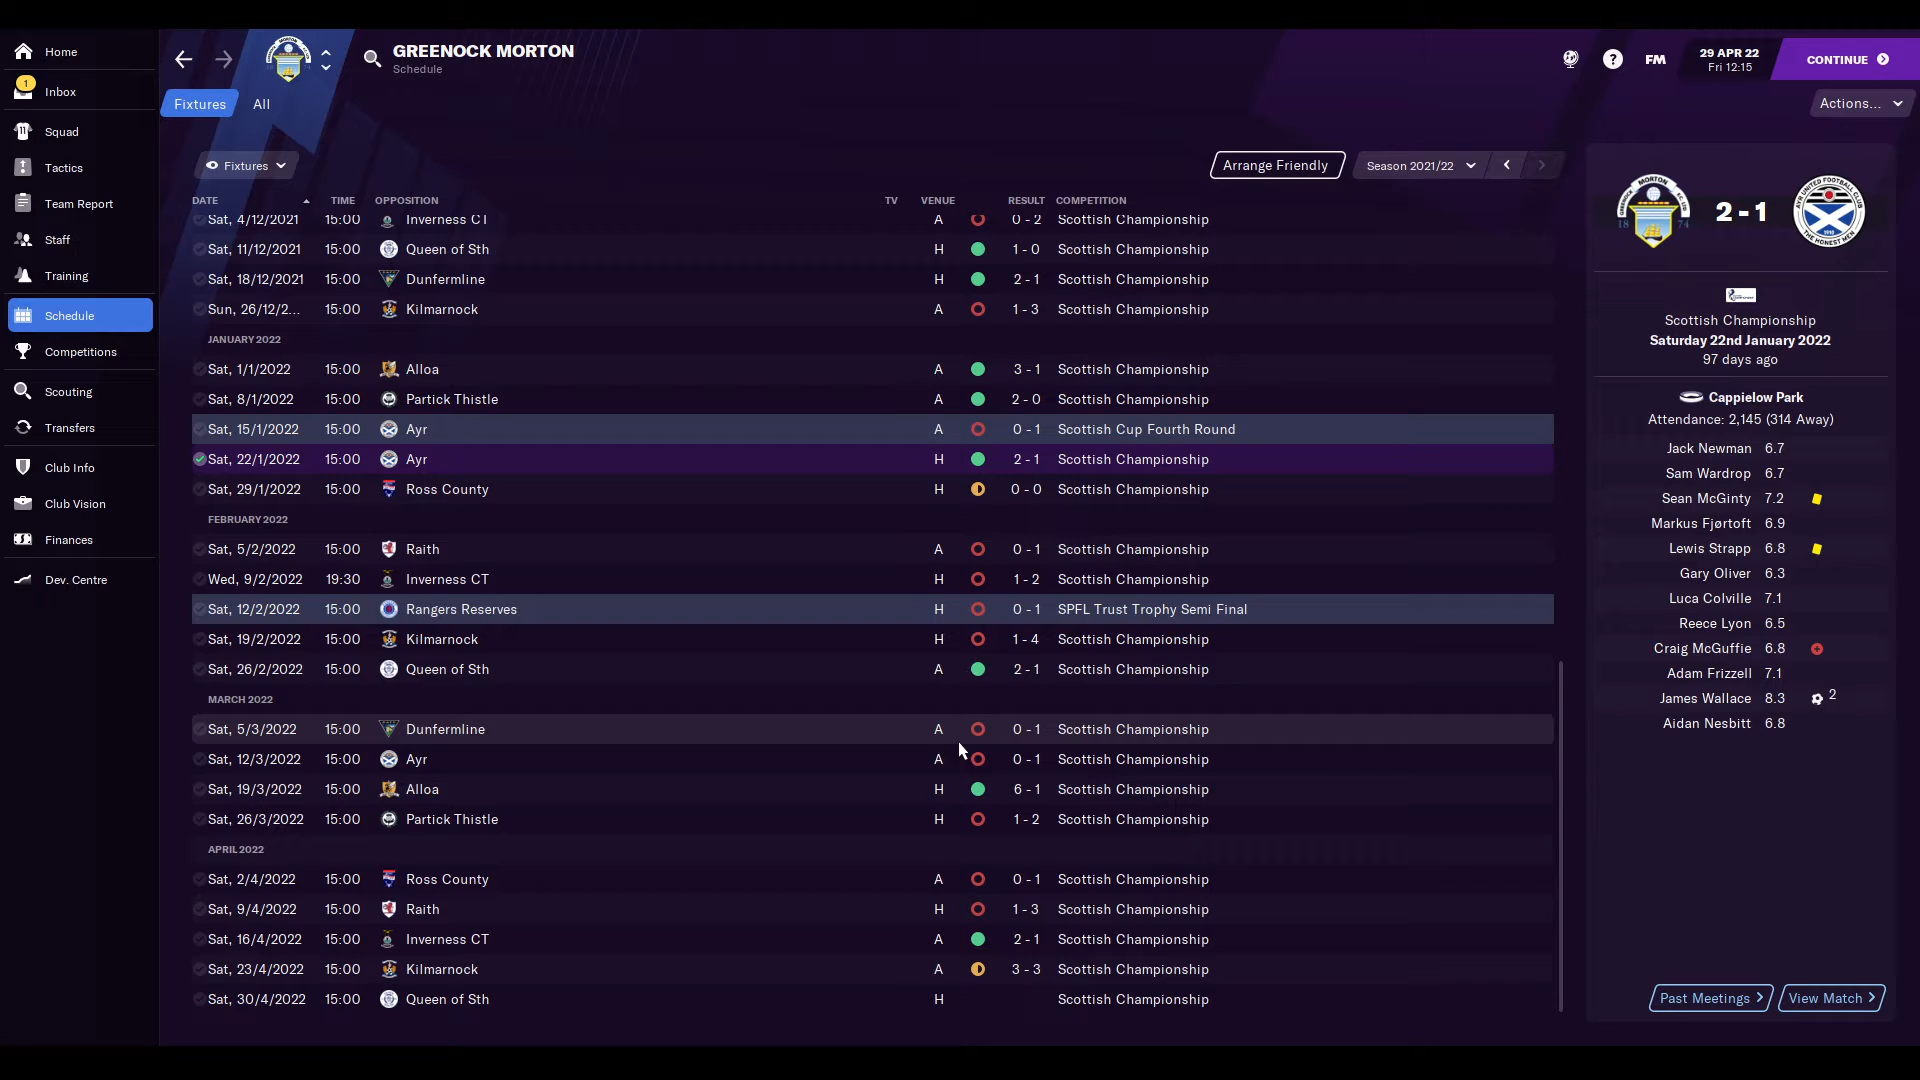 Home
GREENOCK MORTON
Schedule
FM
29 APR 22
Fri 12:15
CONTINUE
1
Inbox
Fixtures
All
Actions...
Squad
Tactics
Team Report
Staff
Training
Schedule
Competitions
Scouting
Transfers
Club Info
Club Vision
Finances
Dev. Centre
Fixtures
Arrange Friendly
Season 2021/22
DATE TIME OPPOSITION TV VENUE RESULT COMPETITION
Sat, 4/12/2021 15:00 Inverness CT A 0 - 2 Scottish Championship
Sat, 11/12/2021 15:00 Queen of Sth H 1 - 0 Scottish Championship
Sat, 18/12/2021 15:00 Dunfermline H 2 - 1 Scottish Championship
Sun, 26/12/2... 15:00 Kilmarnock A 1 - 3 Scottish Championship
JANUARY 2022
Sat, 1/1/2022 15:00 Alloa A 3 - 1 Scottish Championship
Sat, 8/1/2022 15:00 Partick Thistle A 2 - 0 Scottish Championship
Sat, 15/1/2022 15:00 Ayr A 0 - 1 Scottish Cup Fourth Round
Sat, 22/1/2022 15:00 Ayr H 2 - 1 Scottish Championship
Sat, 29/1/2022 15:00 Ross County H 0 - 0 Scottish Championship
FEBRUARY 2022
Sat, 5/2/2022 15:00 Raith A 0 - 1 Scottish Championship
Wed, 9/2/2022 19:30 Inverness CT H 1 - 2 Scottish Championship
Sat, 12/2/2022 15:00 Rangers Reserves H 0 - 1 SPFL Trust Trophy Semi Final
Sat, 19/2/2022 15:00 Kilmarnock H 1 - 4 Scottish Championship
Sat, 26/2/2022 15:00 Queen of Sth A 2 - 1 Scottish Championship
MARCH 2022
Sat, 5/3/2022 15:00 Dunfermline A 0 - 1 Scottish Championship
Sat, 12/3/2022 15:00 Ayr A 0 - 1 Scottish Championship
Sat, 19/3/2022 15:00 Alloa H 6 - 1 Scottish Championship
Sat, 26/3/2022 15:00 Partick Thistle H 1 - 2 Scottish Championship
APRIL 2022
Sat, 2/4/2022 15:00 Ross County A 0 - 1 Scottish Championship
Sat, 9/4/2022 15:00 Raith H 1 - 3 Scottish Championship
Sat, 16/4/2022 15:00 Inverness CT A 2 - 1 Scottish Championship
Sat, 23/4/2022 15:00 Kilmarnock A 3 - 3 Scottish Championship
Sat, 30/4/2022 15:00 Queen of Sth H Scottish Championship
2 - 1
Scottish Championship
Saturday 22nd January 2022
97 days ago
Cappielow Park
Attendance: 2,145 (314 Away)
Jack Newman 6.7
Sam Wardrop 6.7
Sean McGinty 7.2
Markus Fjørtoft 6.9
Lewis Strapp 6.8
Gary Oliver 6.3
Luca Colville 7.1
Reece Lyon 6.5
Craig McGuffie 6.8
Adam Frizzell 7.1
James Wallace 8.3 2
Aidan Nesbitt 6.8
Past Meetings
View Match